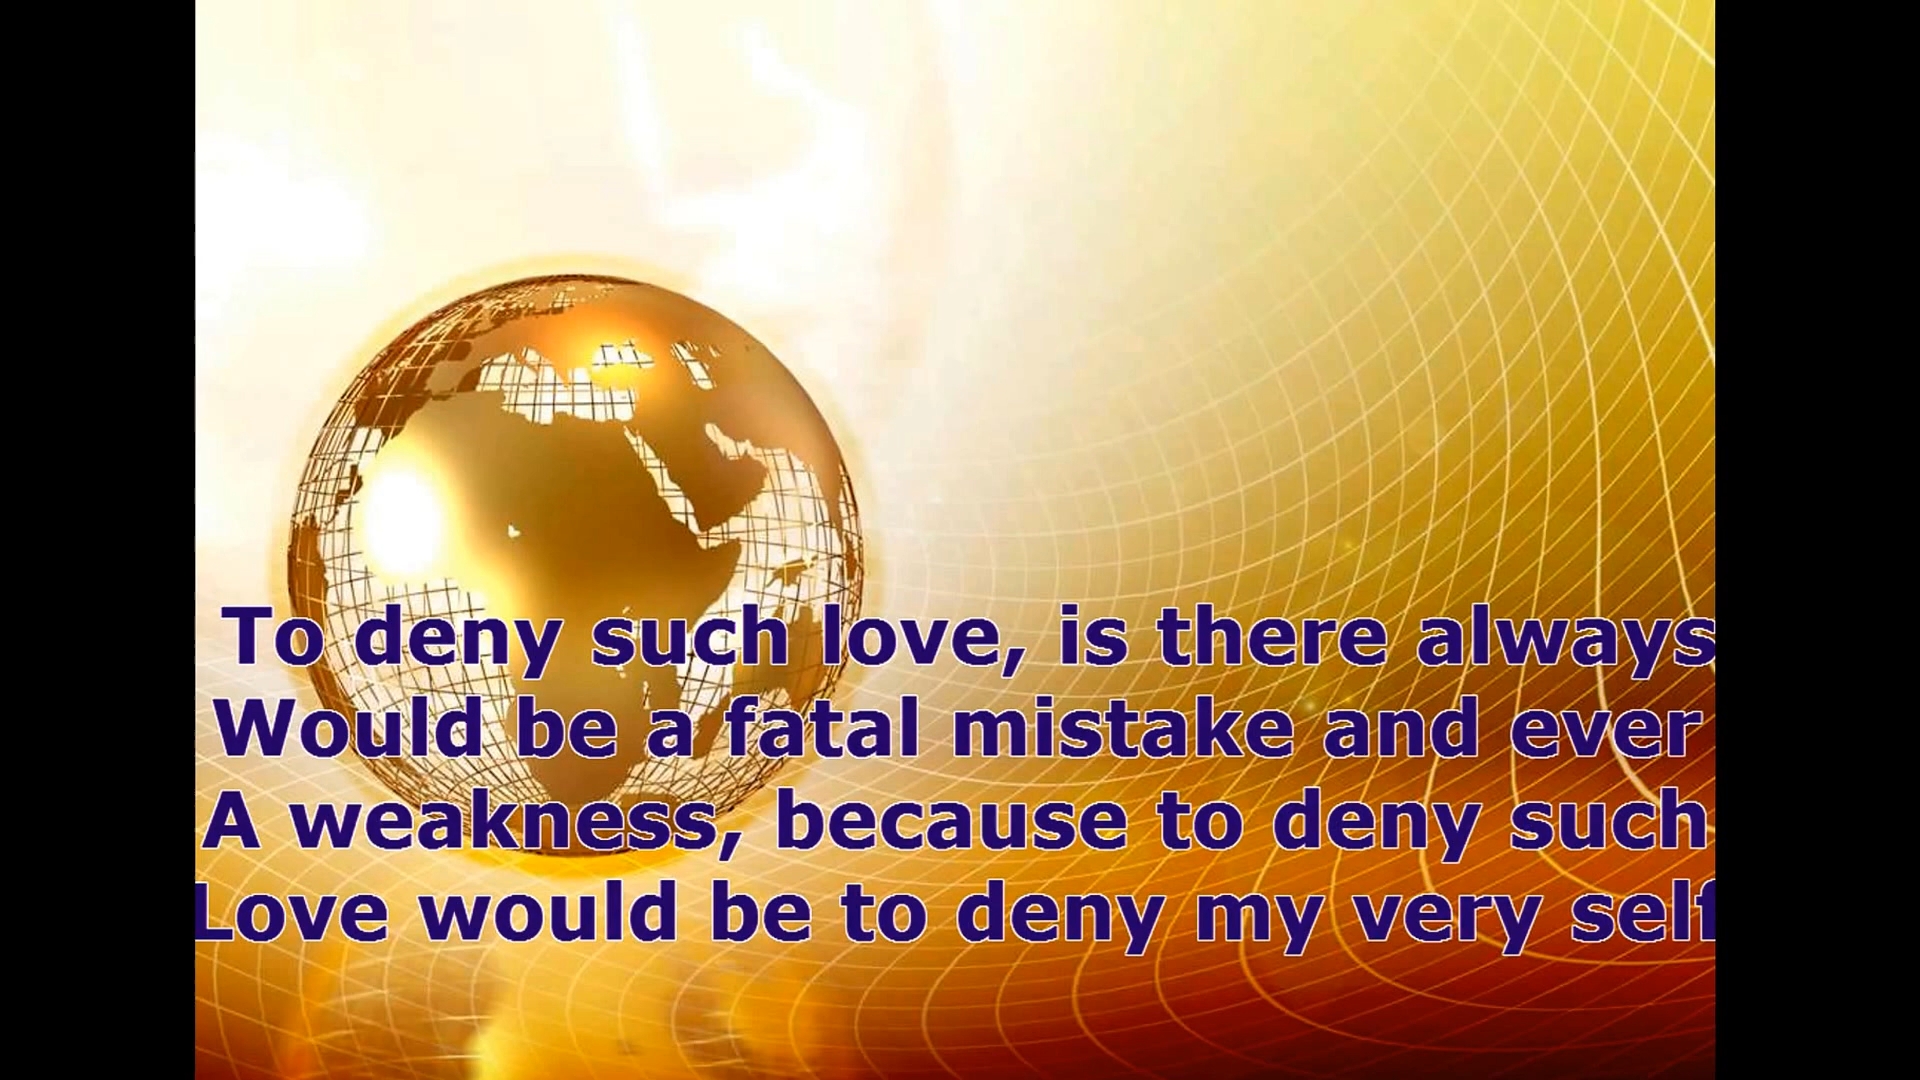 To deny such love, is there always
Would be a fatal mistake and ever
A weakness, because to deny such
Love would be to deny my very self